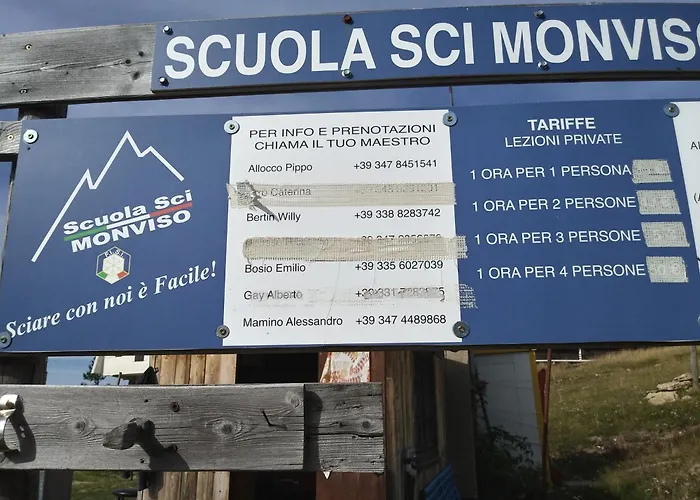 SCUOLA SCI MONVISO
Scuola Sci
MONVISO
Sciare con noi è Facile!
PER INFO E PRENOTAZIONI
CHIAMA IL TUO MAESTRO
Allocco Pippo +39 347 8451541
Caterina
Bertin Willy +39 338 8283742
Bosio Emilio +39 335 6027039
Gay Alberto +39 331
Mamino Alessandro +39 347 4489868
TARIFFE
LEZIONI PRIVATE
1 ORA PER 1 PERSONA
1 ORA PER 2 PERSONE
1 ORA PER 3 PERSONE
1 ORA PER 4 PERSONE